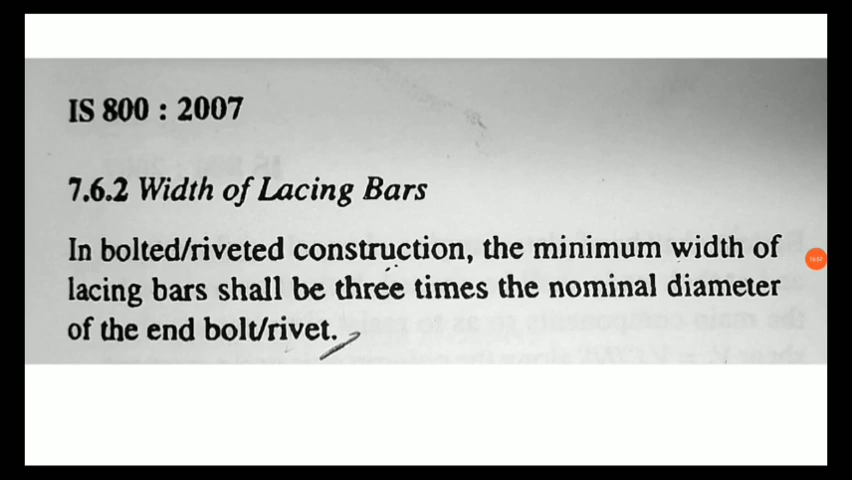 IS 800 : 2007
7.6.2 Width of Lacing Bars
In bolted/riveted construction, the minimum width of
lacing bars shall be three times the nominal diameter
of the end bolt/rivet.